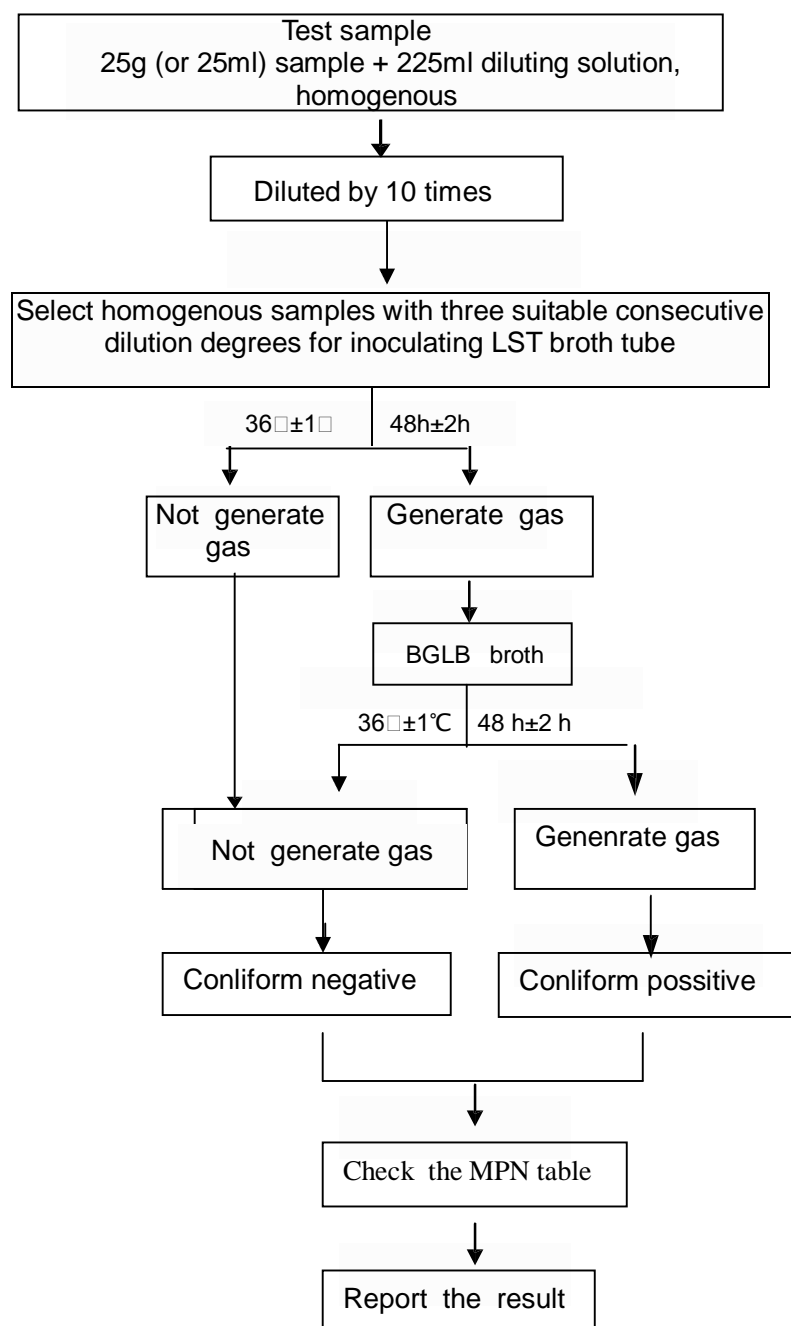 Test sample
25g (or 25ml) sample + 225ml diluting solution,
homogenous
Diluted by 10 times
Select homogenous samples with three suitable consecutive
dilution degrees for inoculating LST broth tube
36□±1□ 48h±2h
Not generate
gas
Generate gas
BGLB broth
36□±1℃ 48 h±2 h
Not generate gas
Genenrate gas
Conliform negative
Conliform possitive
Check the MPN table
Report the result